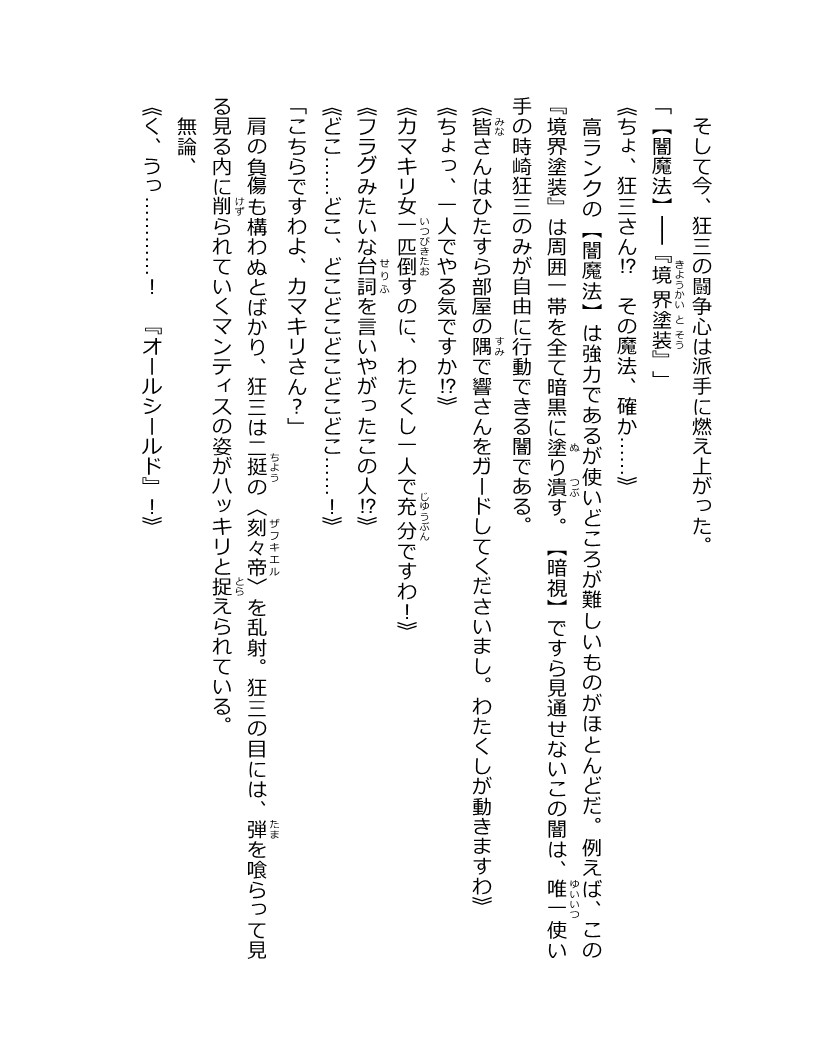 そして今、狂三の闘争心は派手に燃え上がった。
「【闇魔法】――『境界塗装』」
《ちょ、狂三さん!?　その魔法、確か……》
高ランクの【闇魔法】は強力であるが使いどころが難しいものがほとんどだ。例えば、この
『境界塗装』は周囲一帯を全て暗黒に塗り潰す。【暗視】ですら見通せないこの闇は、唯一使い
手の時崎狂三のみが自由に行動できる闇である。
《皆さんはひたすら部屋の隅で響さんをガードしてくださいまし。わたくしが動きますわ》
《ちょっ、一人でやる気ですか!?》
《カマキリ女一匹倒すのに、わたくし一人で充分ですわ！》
《フラグみたいな台詞を言いやがったこの人!?》
《どこ……どこ、どこどこどこどこどこ……！》
「こちらですわよ、カマキリさん？」
肩の負傷も構わぬとばかり、狂三は二挺の〈刻々帝〉を乱射。狂三の目には、弾を喰らって見
る見る内に削られていくマンティスの姿がハッキリと捉えられている。
無論、
《く、うっ…………！　『オールシールド』！》